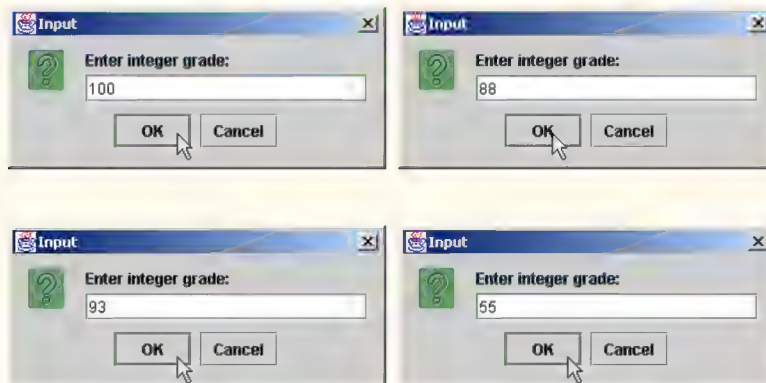 Input
Enter integer grade:
100
OK Cancel
Input
Enter integer grade:
88
OK Cancel
Input
Enter integer grade:
93
OK Cancel
Input
Enter integer grade:
55
OK Cancel